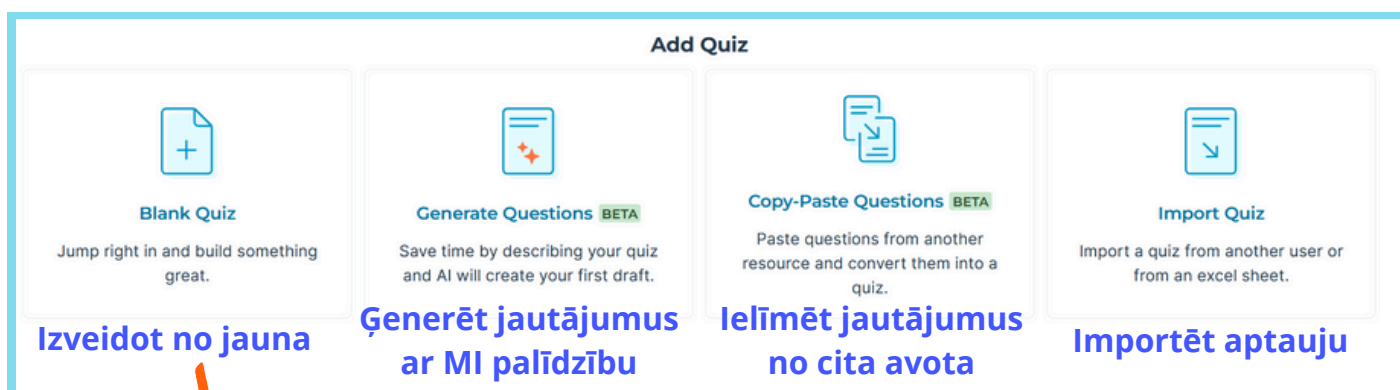 Add Quiz
Blank Quiz
Jump right in and build something
great.
Generate Questions BETA
Save time by describing your quiz
and AI will create your first draft.
Copy-Paste Questions BETA
Paste questions from another
resource and convert them into a
quiz.
Import Quiz
Import a quiz from another user or
from an excel sheet.
Izveidot no jauna
Ģenerēt jautājumus
ar MI palīdzību
Ielīmēt jautājumus
no cita avota
Importēt aptauju